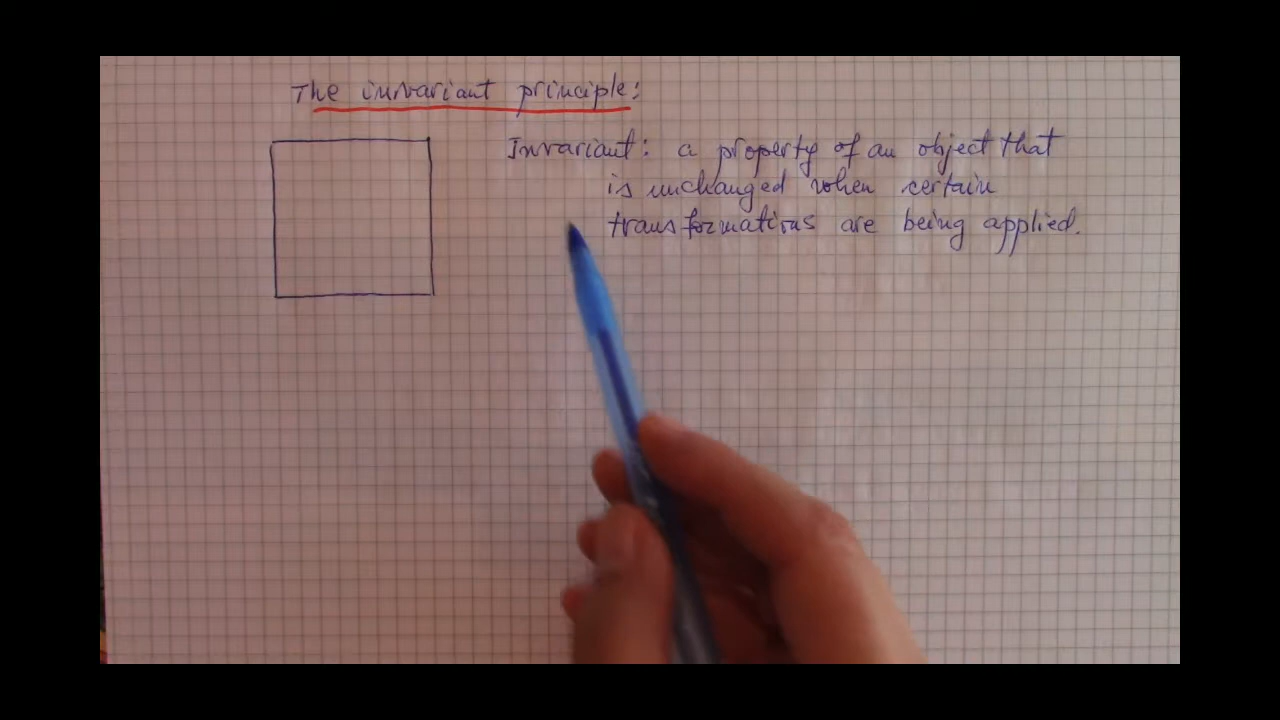 The invariant principle:
Invariant: a property of an object that
is unchanged when certain
transformations are being applied.